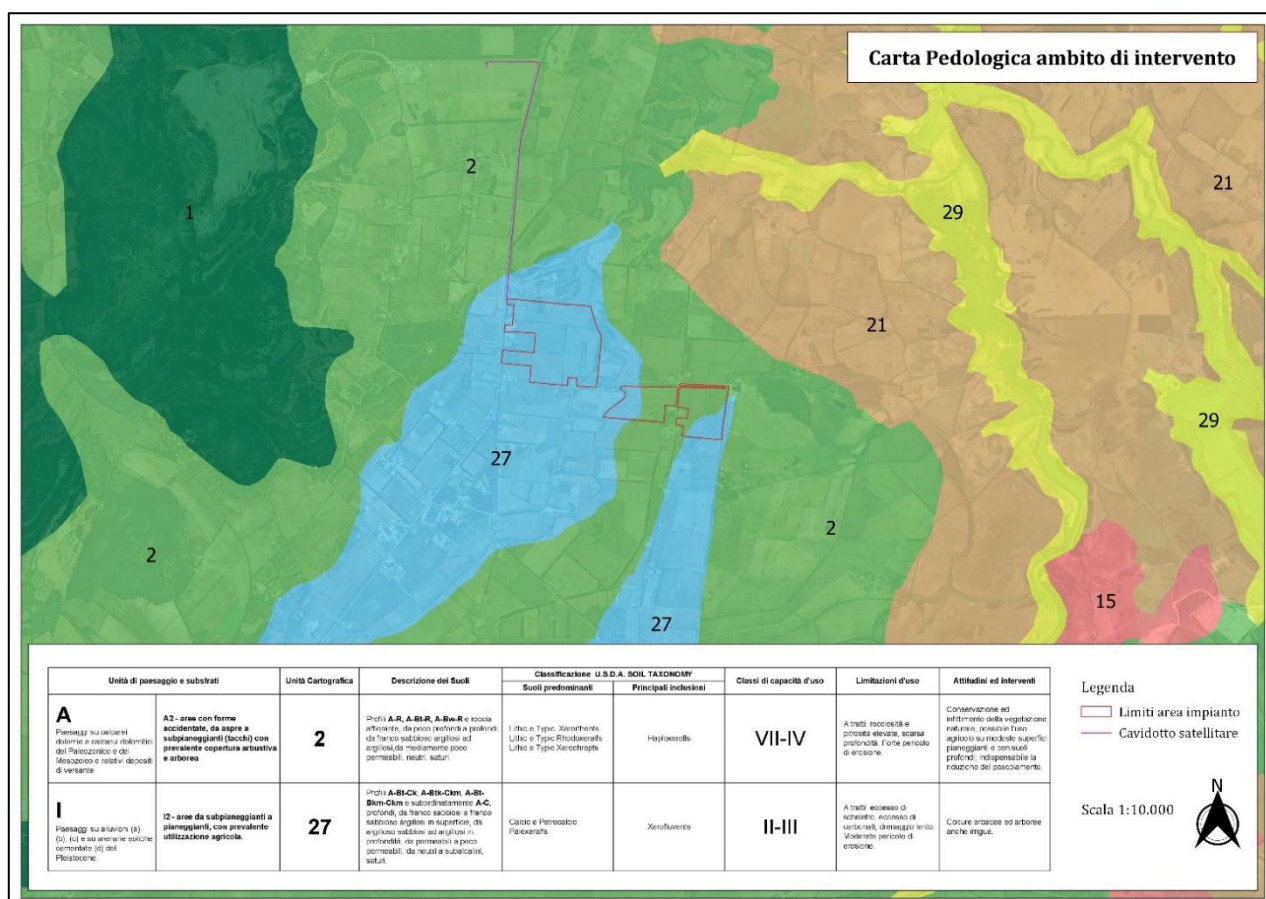 Carta Pedologica ambito di intervento
2
1
21
29
21
29
27
2
2
15
27
Unità di paesaggio e substrati
Unità Cartografica
Descrizione dei Suoli
Classificazione U.S.D.A. SOIL TAXONOMY
Suoli predominanti
Principali inclusioni
Classi di capacità d'uso
Limitazioni d'uso
Attitudini ed interventi
A
Paesaggi su calcari
dolomie e calcari dolomitici
del Paleozoico e del
Mesozoico e relativi depositi
di versante
A2 - aree con forme
accidentate, da aspre a
subpianeggianti (tacchi) con
prevalente copertura arbustiva
e arborea
2
Profili A-R, A-Bt-R, A-Bw-R e roccia
affiorante, da poco profondi a profondi,
da franco sabbioso argillosi ad
argillosi, da mediamente poco
permeabili, neutri, saturi.
Lithic e Typic Xerorthents
Lithic e Typic Rhodoxeralfs
Lithic e Typic Xerochrepts
Haploxerolls
VII-IV
A tratti: rocciosità e
pitrosità elevate, scarsa
profondità. Forte pericolo
di erosione.
Conservazione ed
infittimento della vegetazione
naturale; possibile l'uso
agricolo su modeste superfici
pianeggianti e con suoli
profondi; indispensabile la
riduzione del pascolamento.
I
Paesaggi su alluvioni (a),
(b), (c) e su arenarie eoliche
cementate (d) del
Pleistocene.
I2 - aree da subpianeggianti a
pianeggianti, con prevalente
utilizzazione agricola.
27
Profili A-Bt-Ck, A-Btk-Ckm, A-Bt-
Bkm-Ckm e subordinatamente A-C,
profondi, da franco sabbiosi a franco
sabbioso argillosi in superficie, da
argilloso sabbiosi ad argillosi in
profondità, da permeabili a poco
permeabili, da neutri a subalcalini,
saturi.
Calcic e Petrocalcic
Palexeralfs
Xerofluvents
II-III
A tratti: eccesso di
scheletro, eccesso di
carbonati, drenaggio lento.
Moderato pericolo di
erosione.
Colture erbacee ed arboree
anche irrigue.
Legenda
Limiti area impianto
Cavidotto satellitare
Scala 1:10.000
N